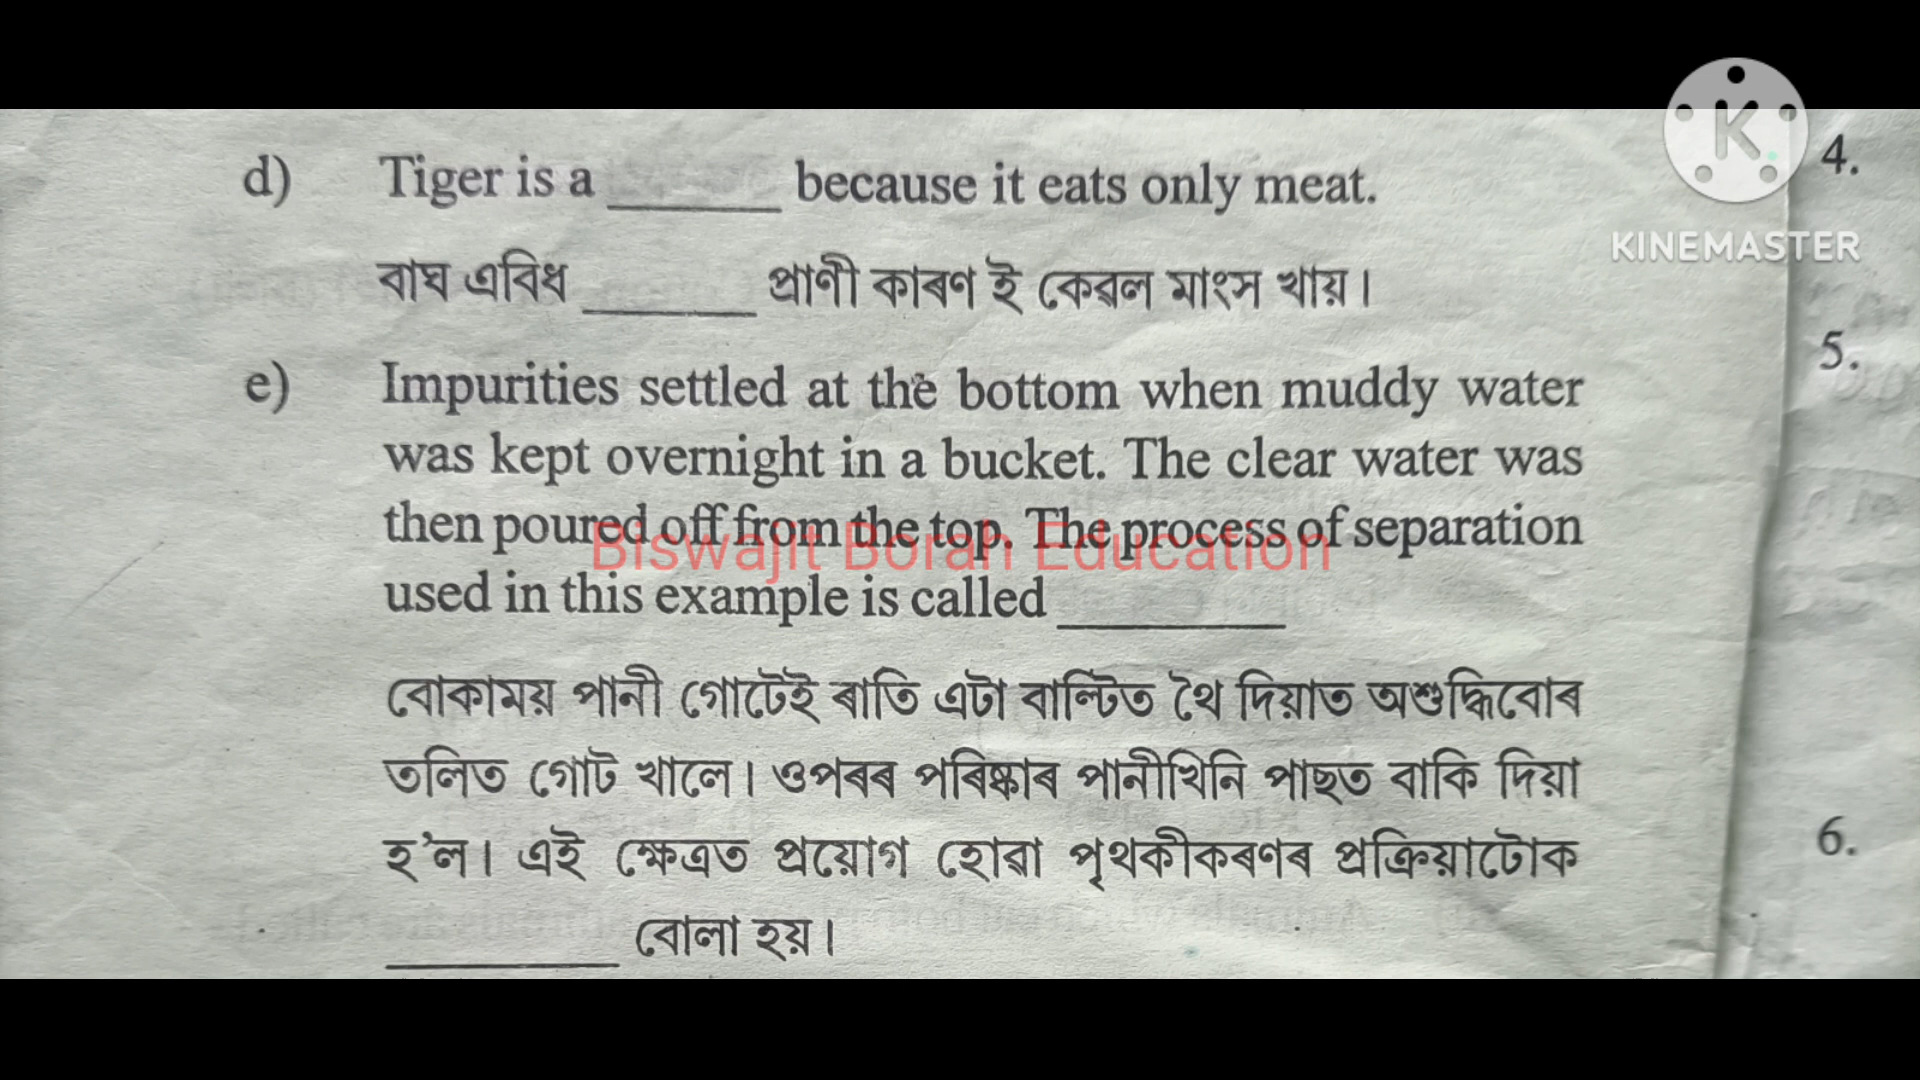 d) Tiger is a ______ because it eats only meat.
4.
KINEMASTER
বাঘ এবিধ ______ প্ৰাণী কাৰণ ই কেৱল মাংস খায়।
5.
e) Impurities settled at the bottom when muddy water
was kept overnight in a bucket. The clear water was
then poured off from the top. The process of separation
Biswajit Borah Education
used in this example is called ________
বোকাময় পানী গোটেই ৰাতি এটা বাল্টিত থৈ দিয়াত অশুদ্ধিবোৰ
তলিত গোট খালে। ওপৰৰ পৰিষ্কাৰ পানীখিনি পাছত বাকি দিয়া
হ'ল। এই ক্ষেত্ৰত প্ৰয়োগ হোৱা পৃথকীকৰণৰ প্ৰক্ৰিয়াটোক
6.
________ বোলা হয়।